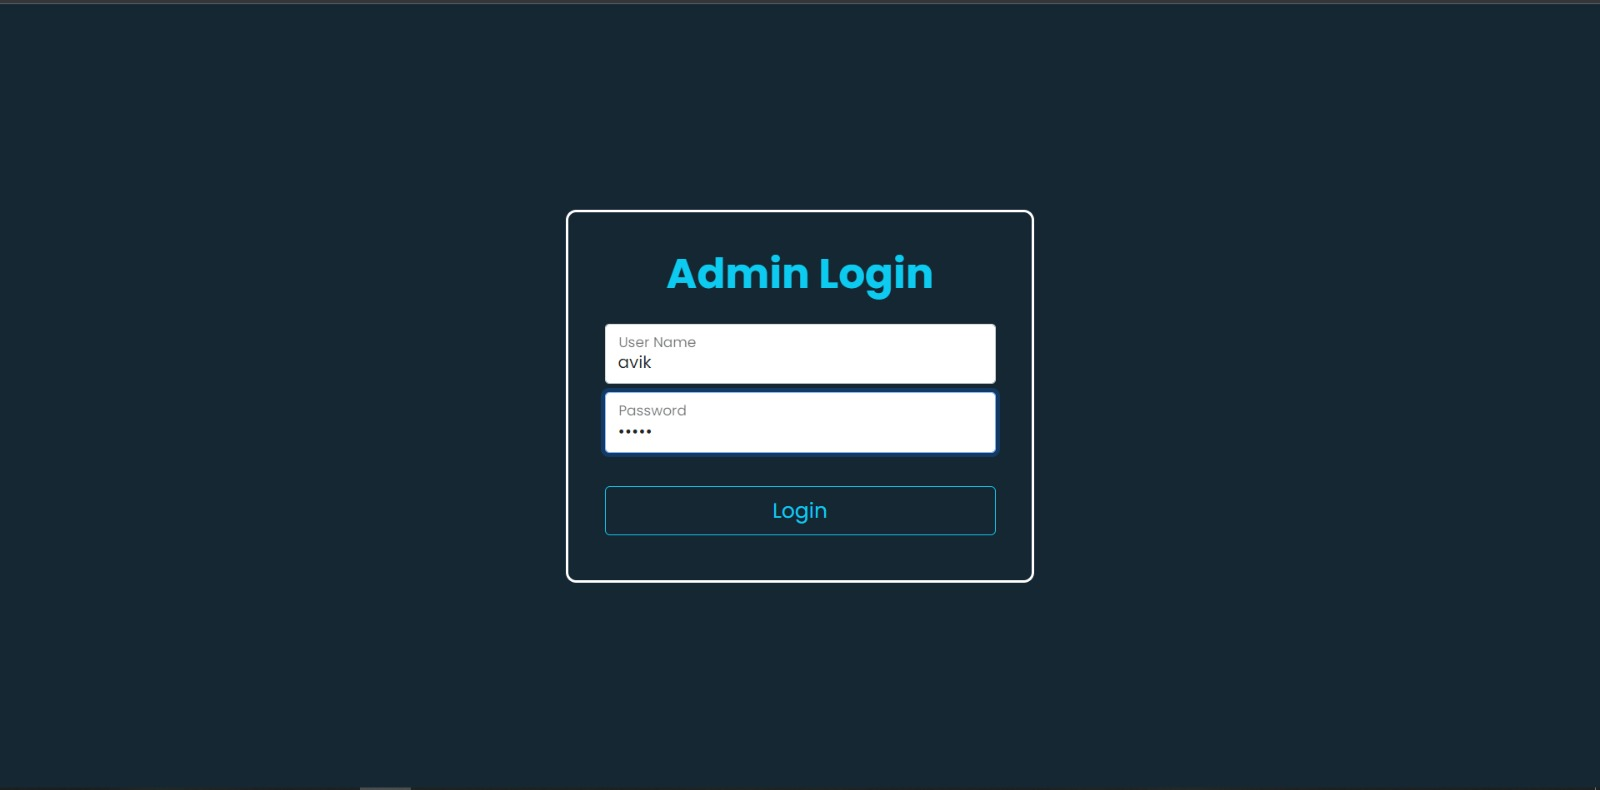 Admin Login
User Name
avik
Password
•••••
Login